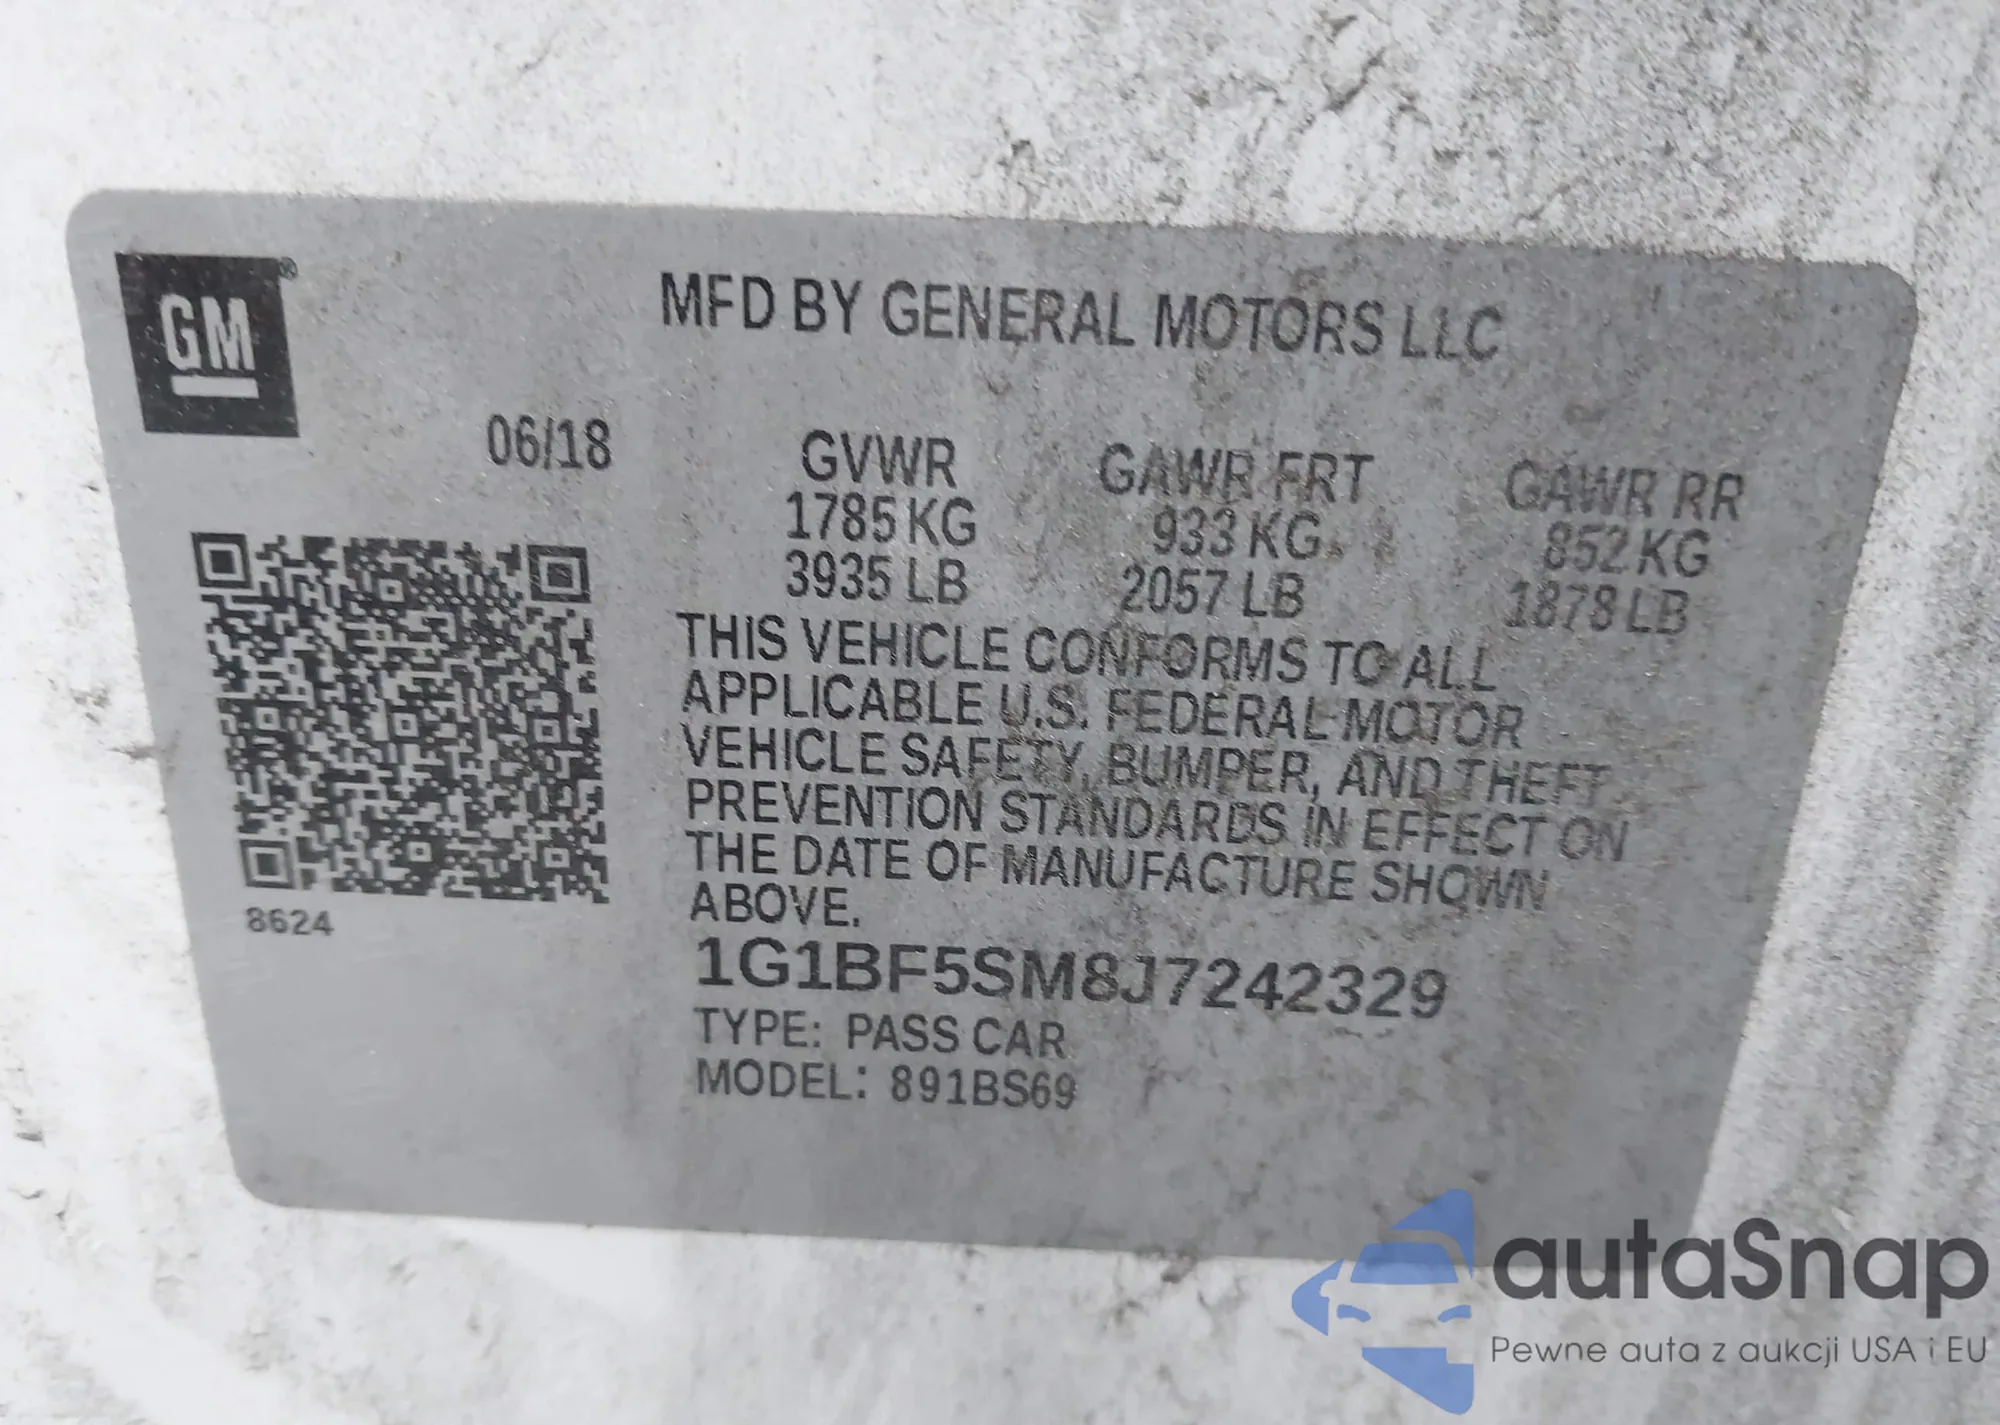 GM®
MFD BY GENERAL MOTORS LLC
06/18
GVWR GAWR FRT GAWR RR
1785 KG 933 KG 852 KG
3935 LB 2057 LB 1878 LB
THIS VEHICLE CONFORMS TO ALL
APPLICABLE U.S. FEDERAL MOTOR
VEHICLE SAFETY, BUMPER, AND THEFT
PREVENTION STANDARDS IN EFFECT ON
THE DATE OF MANUFACTURE SHOWN
ABOVE.
8624
1G1BF5SM8J7242329
TYPE: PASS CAR
MODEL: 891BS69
autaSnap
Pewne auta z aukcji USA i EU